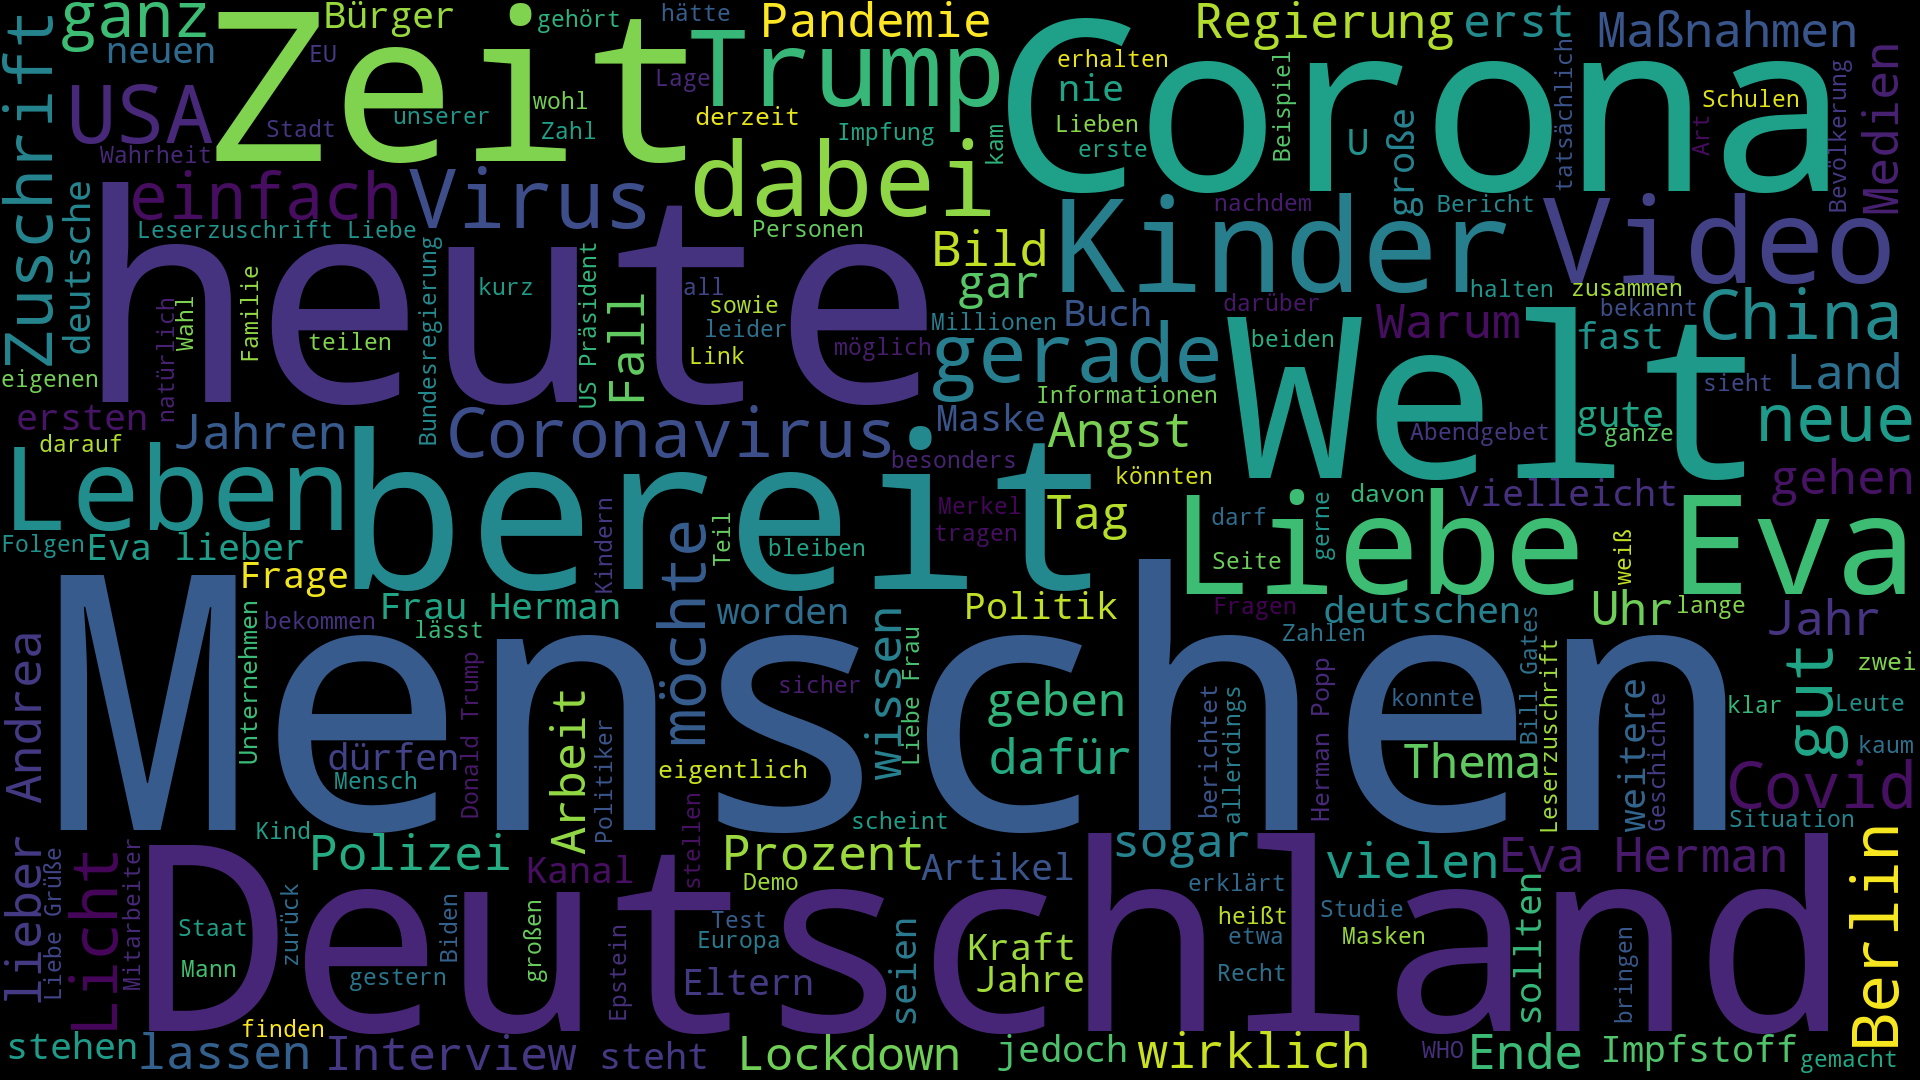 ganz
Zeit
Bürger
gehört
hätte
Pandemie
Corona
Regierung
erst
Maßnahmen
Zuschrift
neuen
EU
Trump
Lage
erhalten
nie
Beispiel
tatsächlich
Bevölkerung
Medien
USA
Stadt
unserer
wohl
Zahl
derzeit
Impfung
kam
Lieben
erste
U
große
Schulen
Art
Wahrheit
dabei
einfach
Virus
deutsche
Leserzuschrift Liebe
Personen
Bild
Kinder
nachdem
Bericht
Video
heute
Bundesregierung
kurz
US Präsident
all
gar
darüber
halten
zusammen
bekannt
China
natürlich
Wahl
Familie
teilen
Fall
sowie
leider
Link
möglich
Millionen
Buch
gerade
Welt
beiden
Warum
fast
Land
sieht
eigenen
Informationen
ersten
darauf
Jahren
Coronavirus
Maske
Angst
Abendgebet
gute
ganze
neue
Leben
bereit
besonders
könnten
gehen
Folgen
Eva lieber
Kindern
möchte
Teil
bleiben
Merkel
tragen
Tag
Liebe Eva
davon
vielleicht
darf
Seite
gerne
weiß
Frage
Menschen
Frau Herman
worden
Politik
Fragen
deutschen
Uhr
lange
Jahr
Andrea
Unternehmen
bekommen
lässt
wissen
Liebe Frau
Zahlen
Bill Gates
zwei
dürfen
Mensch
Donald Trump
Arbeit
Politiker
sicher
eigentlich
geben
dafür
berichtet
allerdings
Herman Popp
konnte
Thema
Leserzuschrift
weitere
Geschichte
klar
gut
Leute
kaum
Covid
Situation
Kind
stellen
scheint
lieber
Liebe Grüße
Licht
Mitarbeiter
Deutschland
Polizei
Kanal
Prozent
Demo
Artikel
sogar
erklärt
vielen
Eva Herman
Berlin
Staat
Mann
zurück
gestern
Biden
großen
Epstein
Test
Europa
Eltern
seien
Kraft
Jahre
heißt
etwa
Recht
Studie
Masken
sollten
bringen
stehen
finden
lassen
Interview
steht
Lockdown
jedoch
wirklich
WHO
Ende
Impfstoff
gemacht